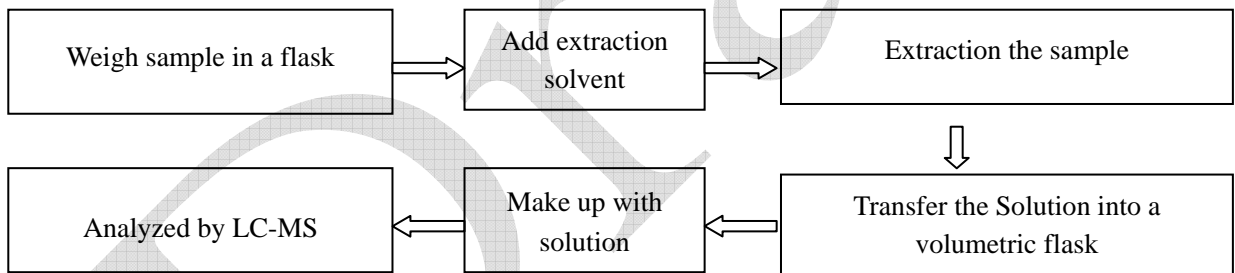 Weigh sample in a flask
Add extraction
solvent
Extraction the sample
Transfer the Solution into a
volumetric flask
Make up with
solution
Analyzed by LC-MS